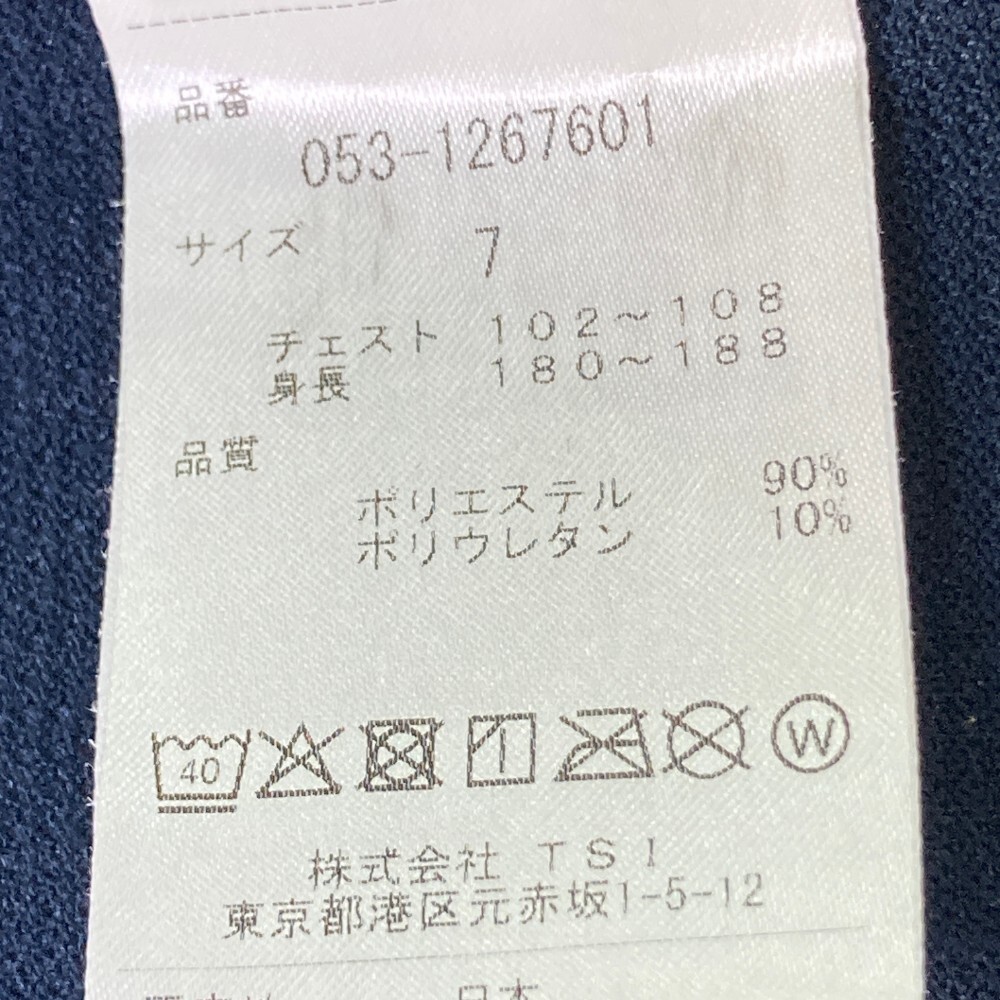 品番
053-1267601
サイズ 7
チェスト 102～108
身長 180～188
品質
ポリエステル 90%
ポリウレタン 10%
40
W
株式会社 TSI
東京都港区元赤坂1-5-12
日本